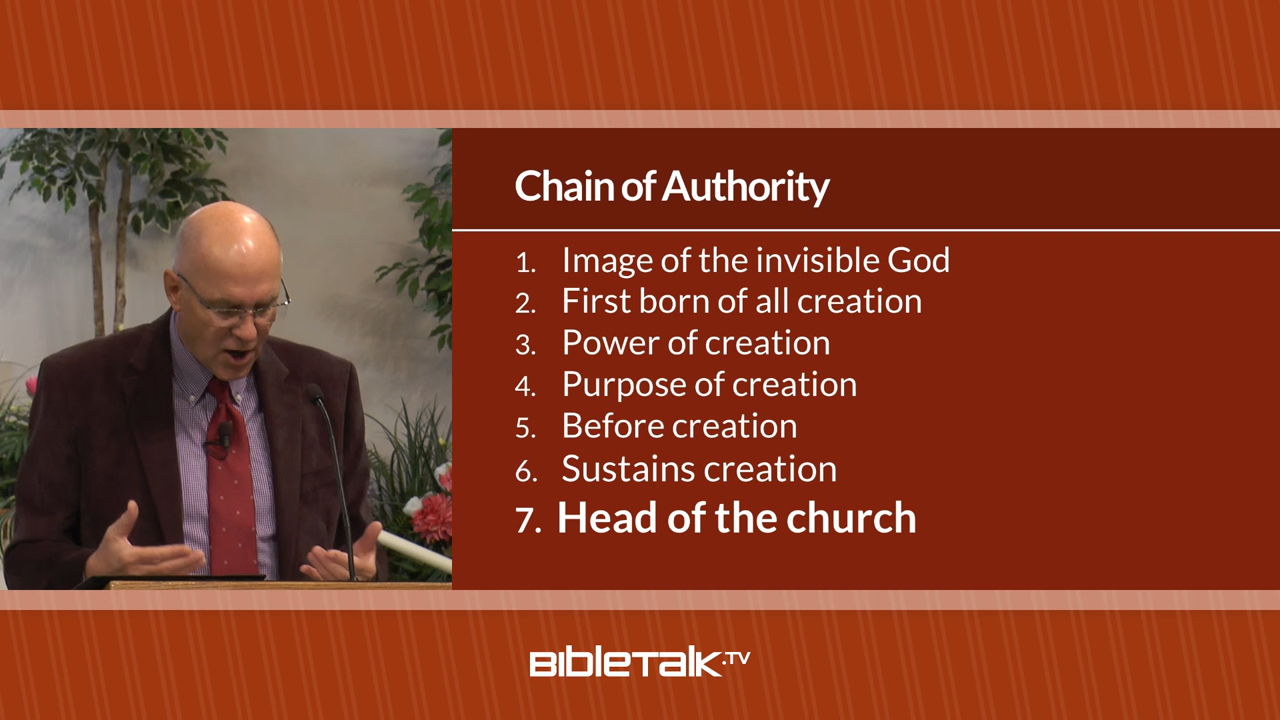 Chain of Authority
1. Image of the invisible God
2. First born of all creation
3. Power of creation
4. Purpose of creation
5. Before creation
6. Sustains creation
7. Head of the church
BIBLETALK.TV